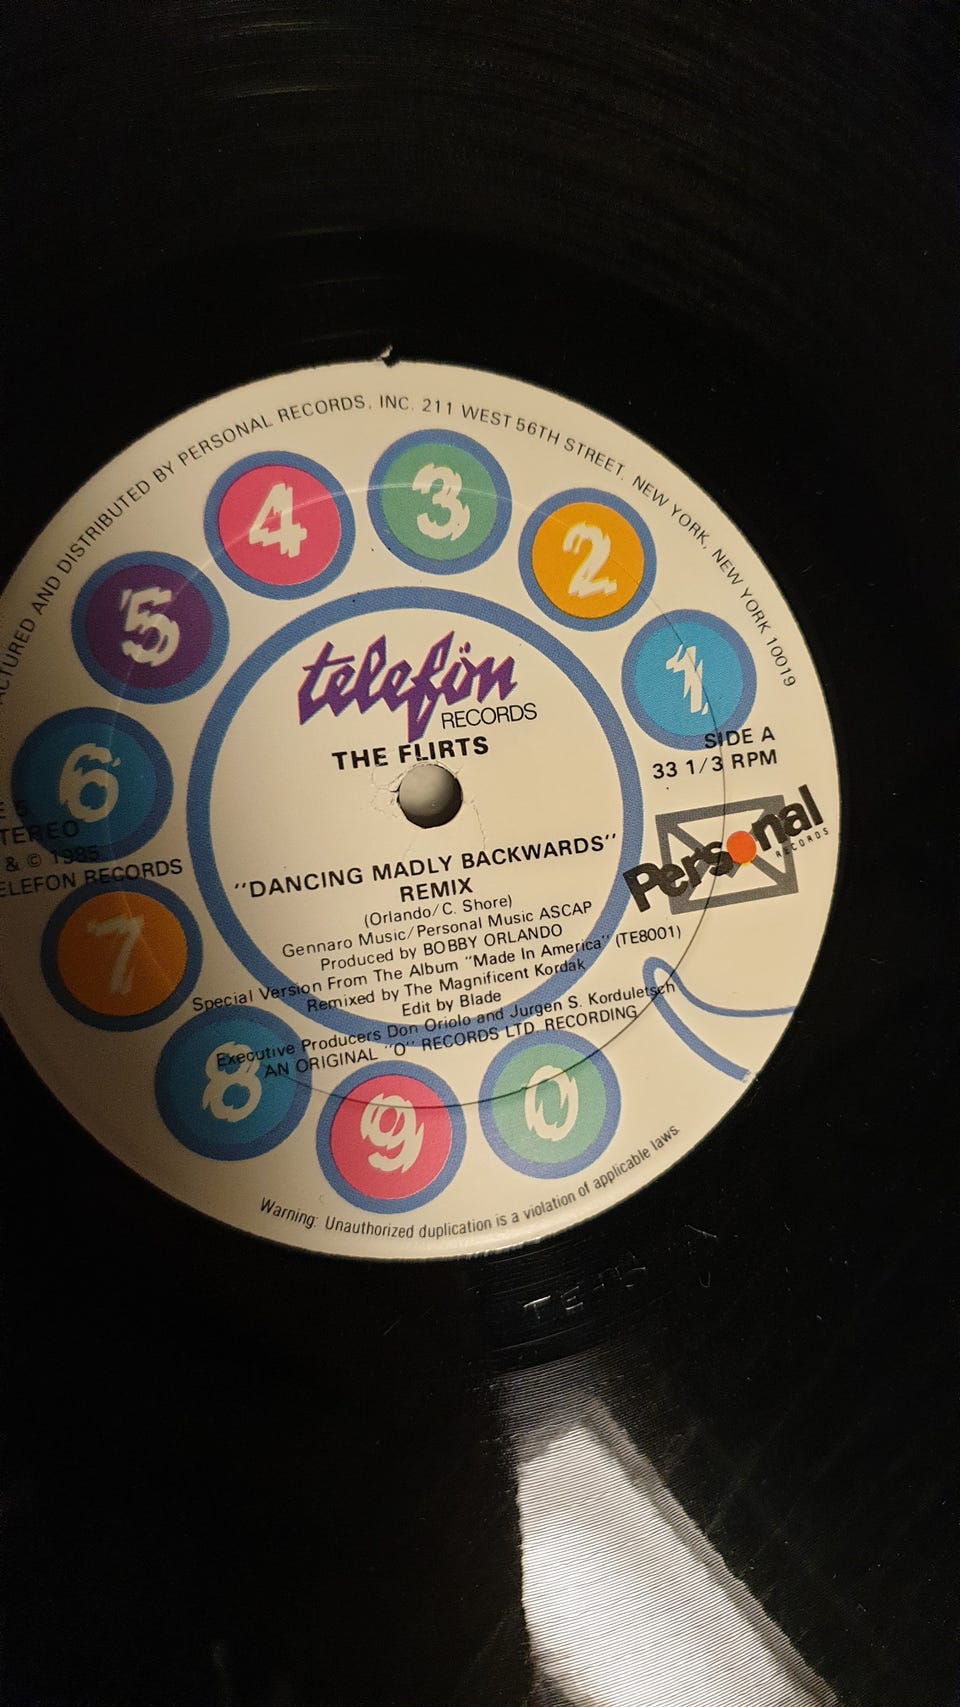 ACTURED AND DISTRIBUTED BY PERSONAL RECORDS, INC. 211 WEST 56TH STREET, NEW YORK, NEW YORK 10019
4
3
2
5
1
6
7
8
9
0
telefön
RECORDS
THE FLIRTS
SIDE A
33 1/3 RPM
E 5
TEREO
& © 1985
ELEFON RECORDS
Personal
RECORDS
"DANCING MADLY BACKWARDS"
REMIX
(Orlando/C. Shore)
Gennaro Music/Personal Music ASCAP
Produced by BOBBY ORLANDO
Special Version From The Album "Made In America" (TE8001)
Remixed by The Magnificent Kordak
Edit by Blade
Executive Producers Don Oriolo and Jurgen S. Korduletsch
AN ORIGINAL "O" RECORDS LTD. RECORDING
Warning: Unauthorized duplication is a violation of applicable laws.